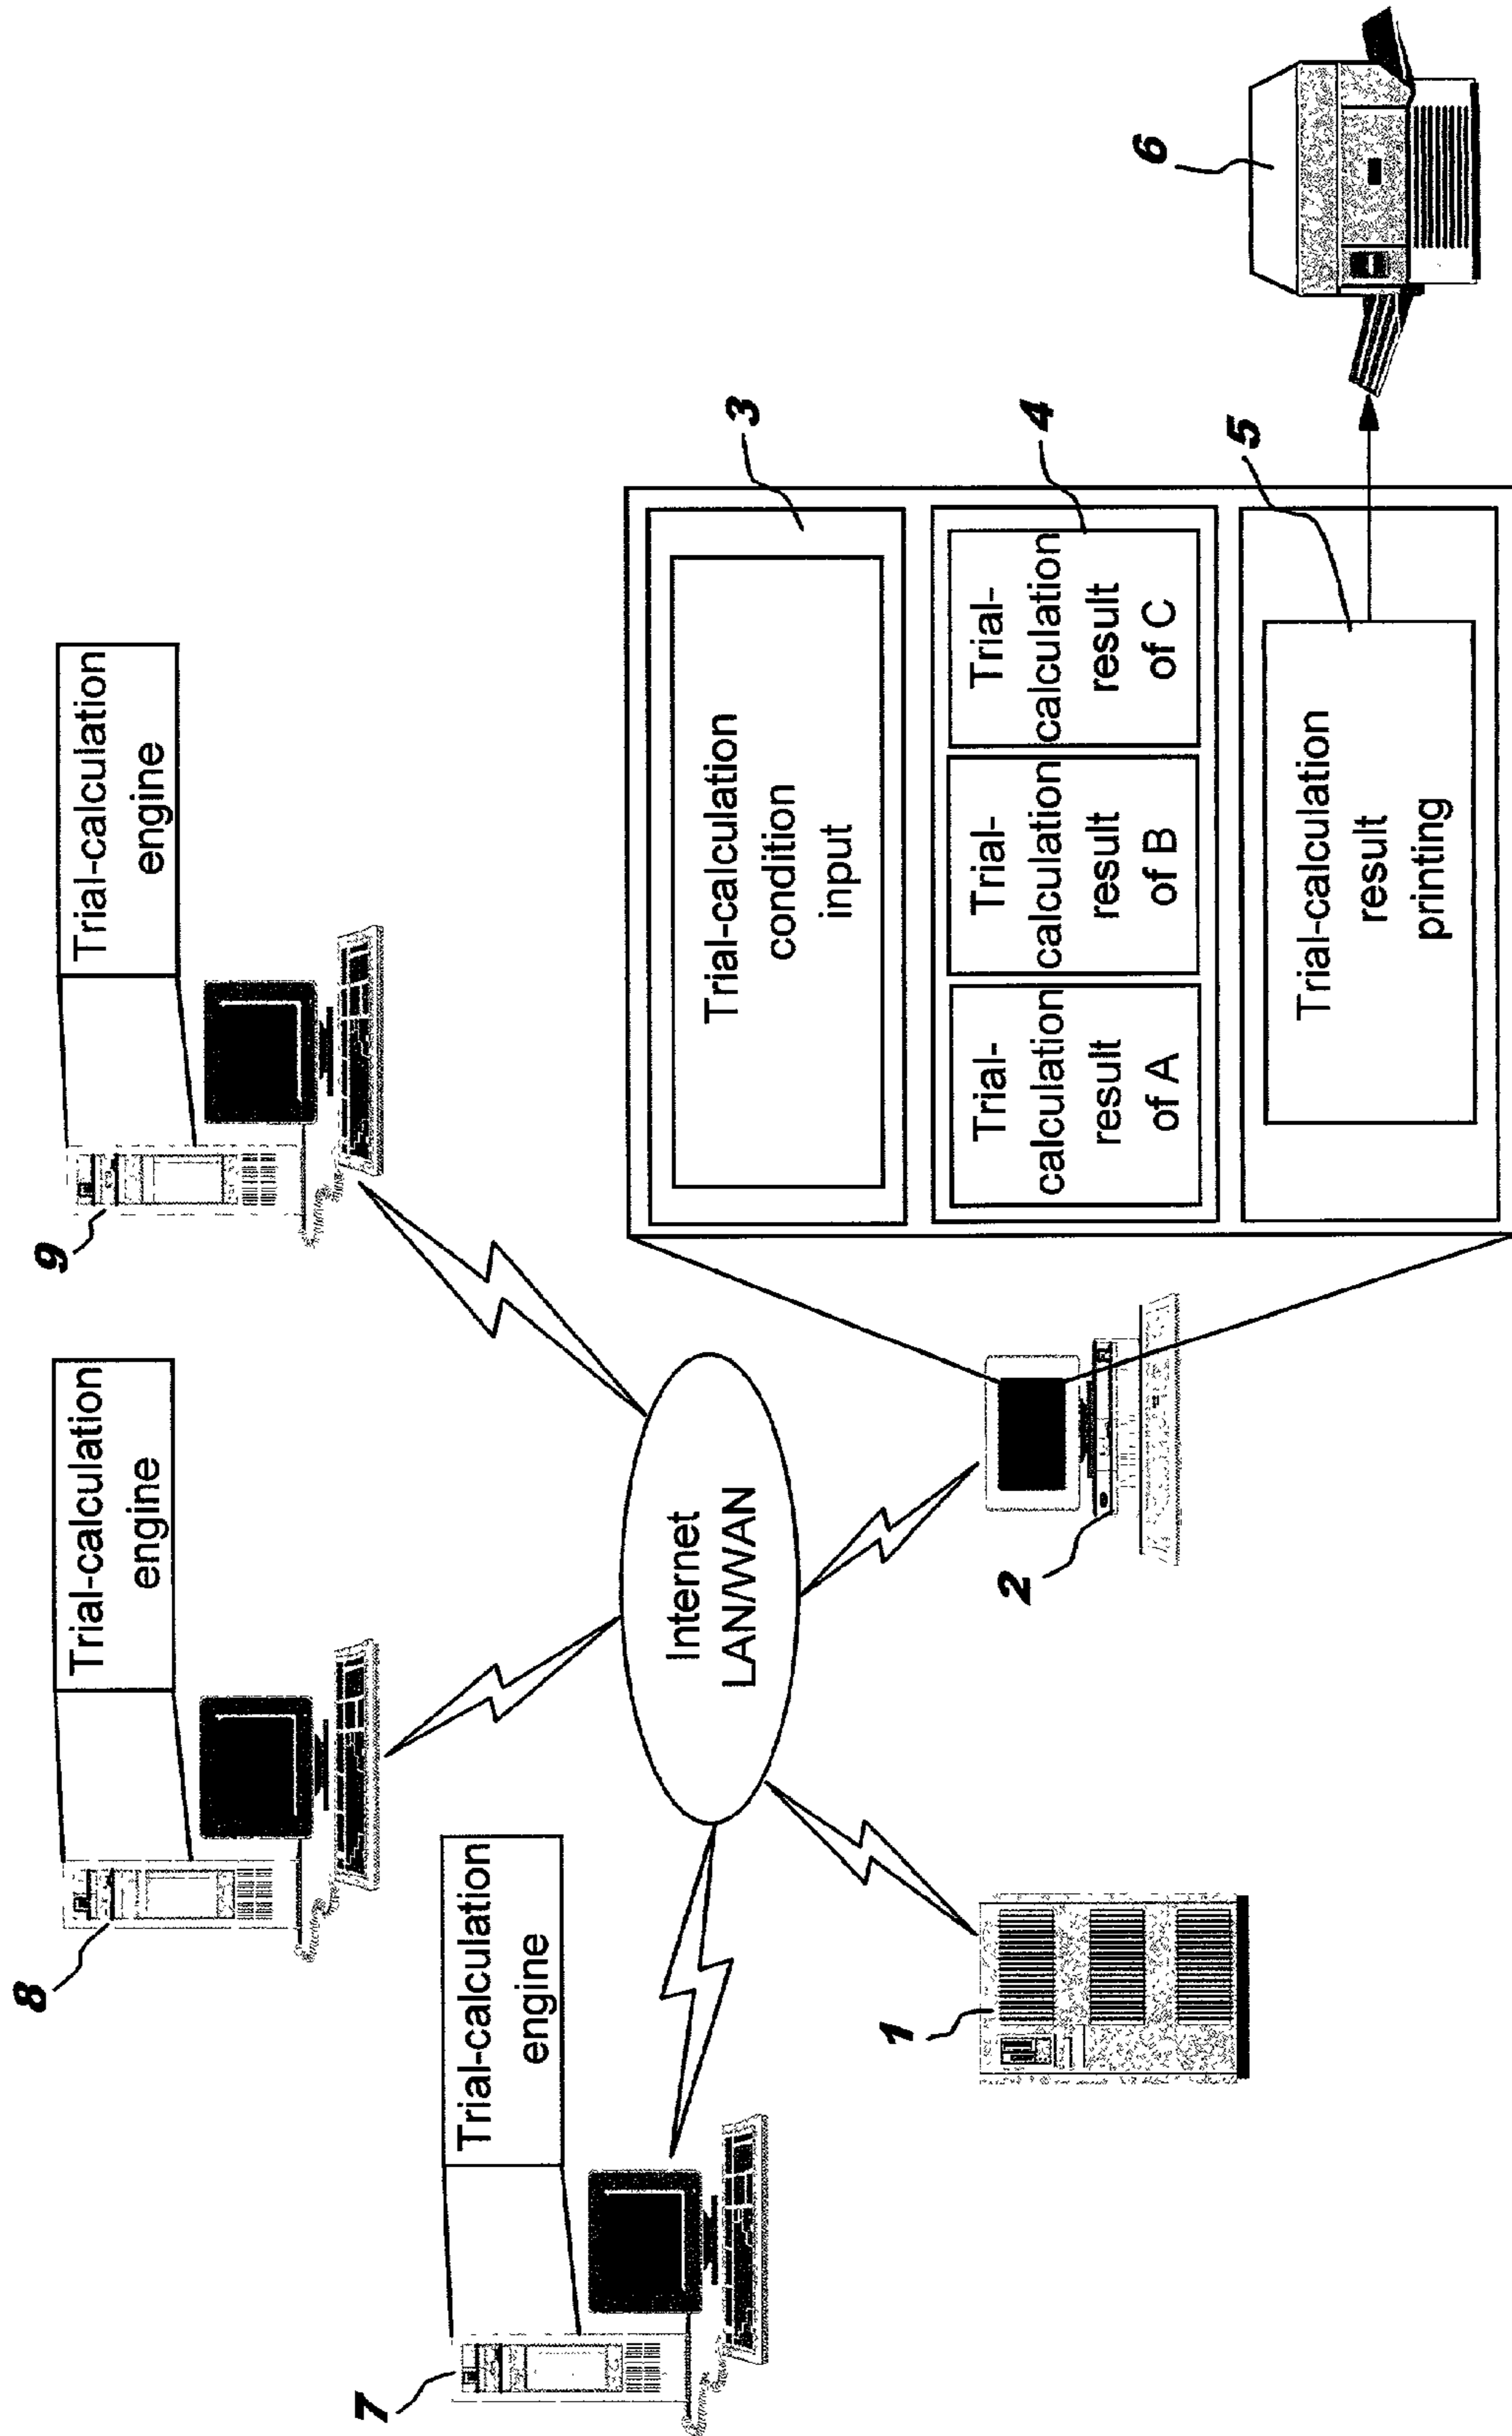 9
Trial-calculation
engine
8
Trial-calculation
engine
7
Trial-calculation
engine
Internet
LAN/WAN
1
2
3
Trial-calculation
condition
input
4
Trial-
calculation
result
of A
Trial-
calculation
result
of B
Trial-
calculation
result
of C
5
Trial-calculation
result
printing
6